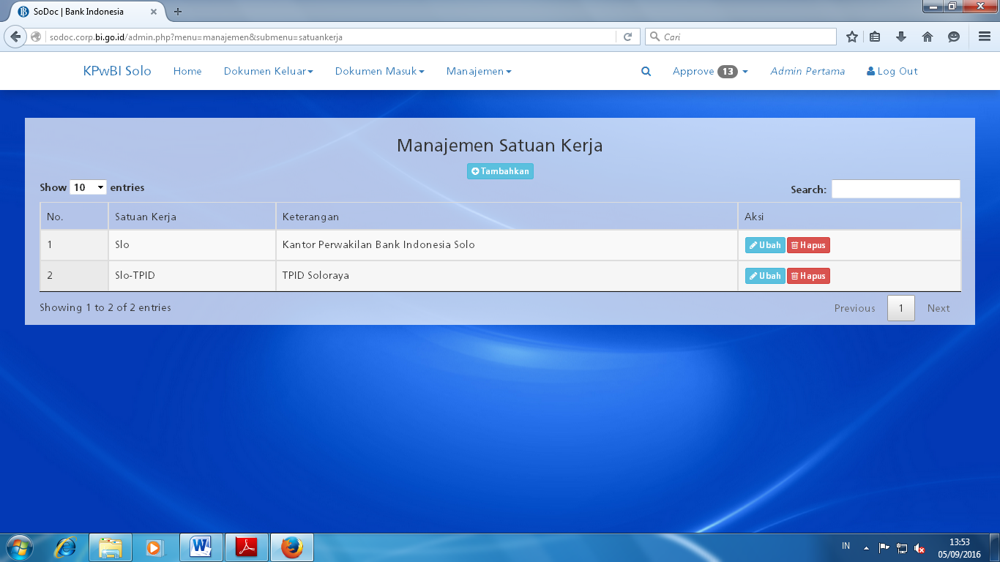 SoDoc | Bank Indonesia
sodoc.corp.bi.go.id/admin.php?menu=manajemen&submenu=satuankerja
Cari
KPwBI Solo Home Dokumen Keluar Dokumen Masuk Manajemen Approve 13 Admin Pertama Log Out
Manajemen Satuan Kerja
Tambahkan
Show 10 entries
Search:
No. Satuan Kerja Keterangan Aksi
1 Slo Kantor Perwakilan Bank Indonesia Solo Ubah Hapus
2 Slo-TPID TPID Soloraya Ubah Hapus
Showing 1 to 2 of 2 entries
Previous 1 Next
IN
13:53
05/09/2016